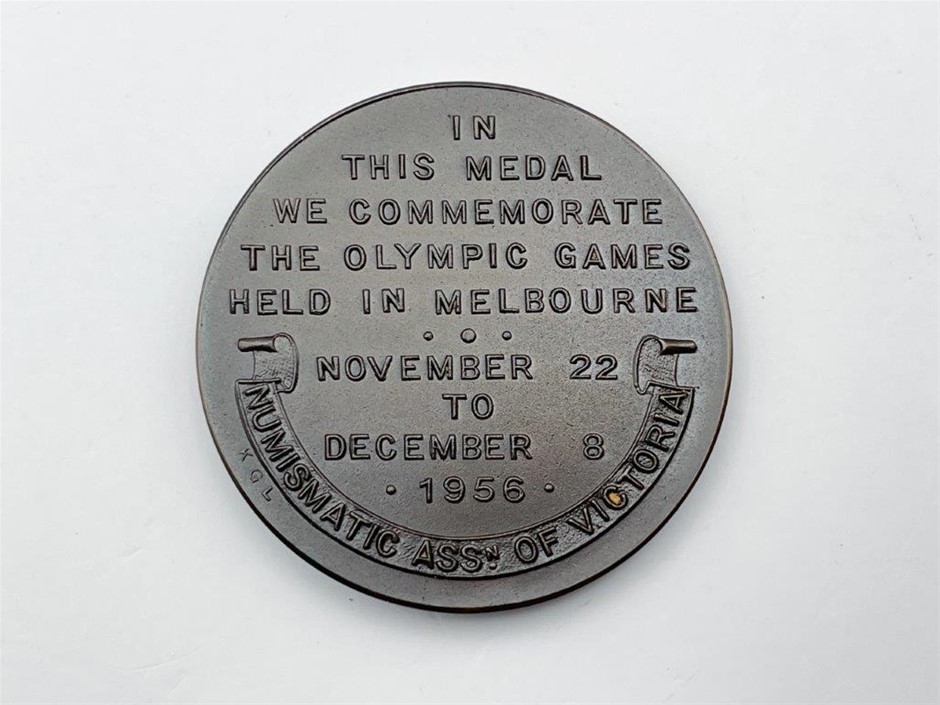 IN
THIS MEDAL
WE COMMEMORATE
THE OLYMPIC GAMES
HELD IN MELBOURNE
NOVEMBER 22
TO
DECEMBER 8
· 1956 ·
NUMISMATIC ASSN. OF VICTORIA
KGL